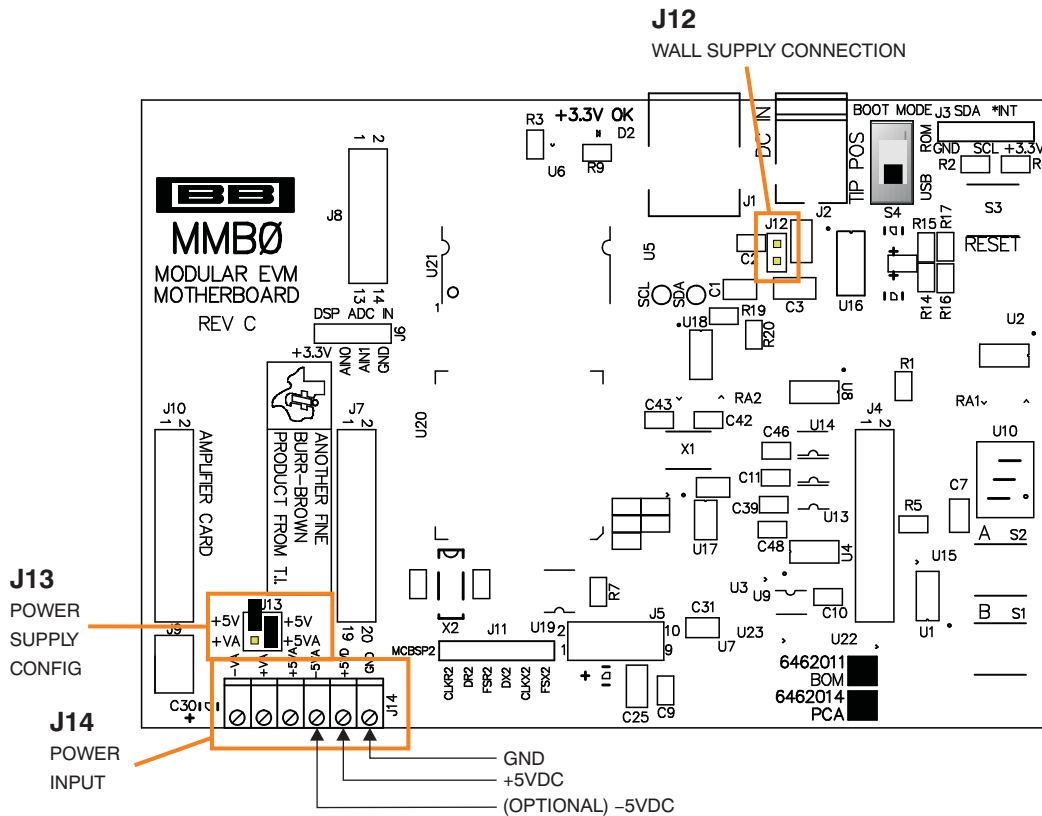 J12
WALL SUPPLY CONNECTION
R3
+3.3V OK
D2
U6
R9
DC IN
TIP POS
BOOT MODE
ROM
USB
J3 SDA *INT
GND SCL +3.3V
R2
R
S4
S3
RESET
J1
J2
J12
C2
C1
C3
U16
R15
R17
R14
R16
U2
1 2
J8
13 14
BB
MMBØ
MODULAR EVM
MOTHERBOARD
REV C
DSP ADC IN
J6
+3.3V
AIN0
AIN1
GND
U21
1
U5
SCL
SDA
R19
R20
U18
U8
R1
RA2
RA1
J10
1 2
AMPLIFIER CARD
ANOTHER FINE
BURR-BROWN
PRODUCT FROM T.I.
J7
1 2
19 20
U20
C43
C42
X1
U17
C46
U14
C11
C39
U13
C48
U4
J4
1 2
U10
C7
R5
A
S2
B
S1
U15
U1
J13
POWER
SUPPLY
CONFIG
J13
+5V
+5V
+VA
+5VA
J9
X2
MCBSP2
J11
CLKR2
DR2
FSR2
DX2
CLKX2
FSX2
U19
R7
J5
2
1
10
9
C31
U7
U23
U3
U9
C10
U22
6462011
BOM
6462014
PCA
C25
C9
C30
-VA
+VA
+5VA
-5VA
+5VD
GND
J14
J14
POWER
INPUT
GND
+5VDC
(OPTIONAL) −5VDC